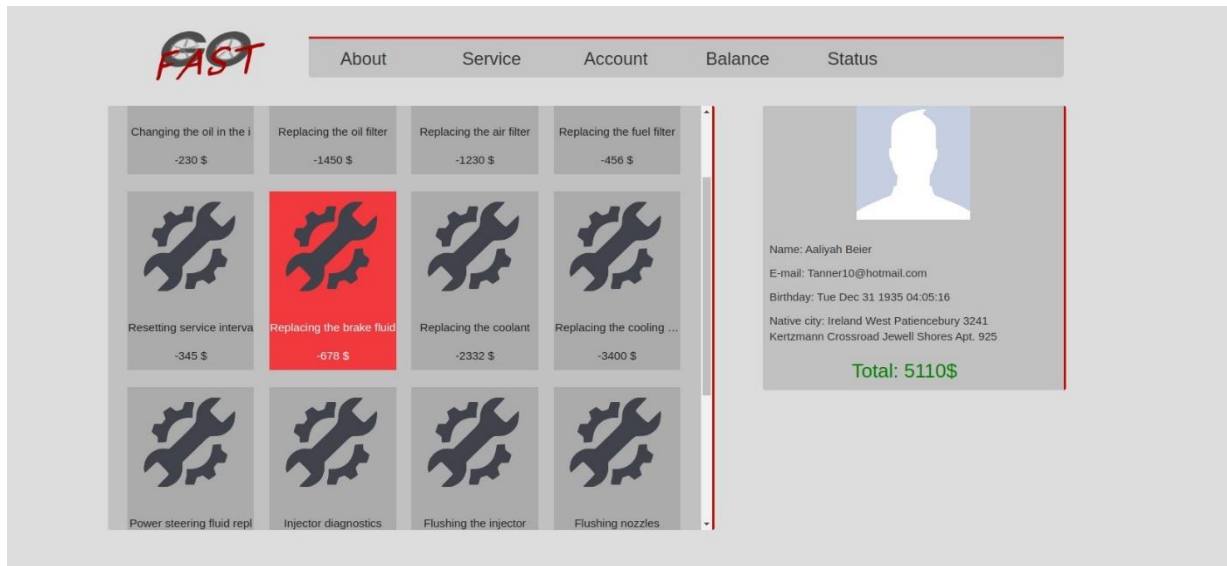 GO
FAST
About Service Account Balance Status
Changing the oil in the i Replacing the oil filter Replacing the air filter Replacing the fuel filter
-230 $ -1450 $ -1230 $ -456 $
Resetting service interva Replacing the brake fluid Replacing the coolant Replacing the cooling ...
-345 $ -678 $ -2332 $ -3400 $
Power steering fluid repl Injector diagnostics Flushing the injector Flushing nozzles
Name: Aaliyah Beier
E-mail: Tanner10@hotmail.com
Birthday: Tue Dec 31 1935 04:05:16
Native city: Ireland West Patiencebury 3241
Kertzmann Crossroad Jewell Shores Apt. 925
Total: 5110$